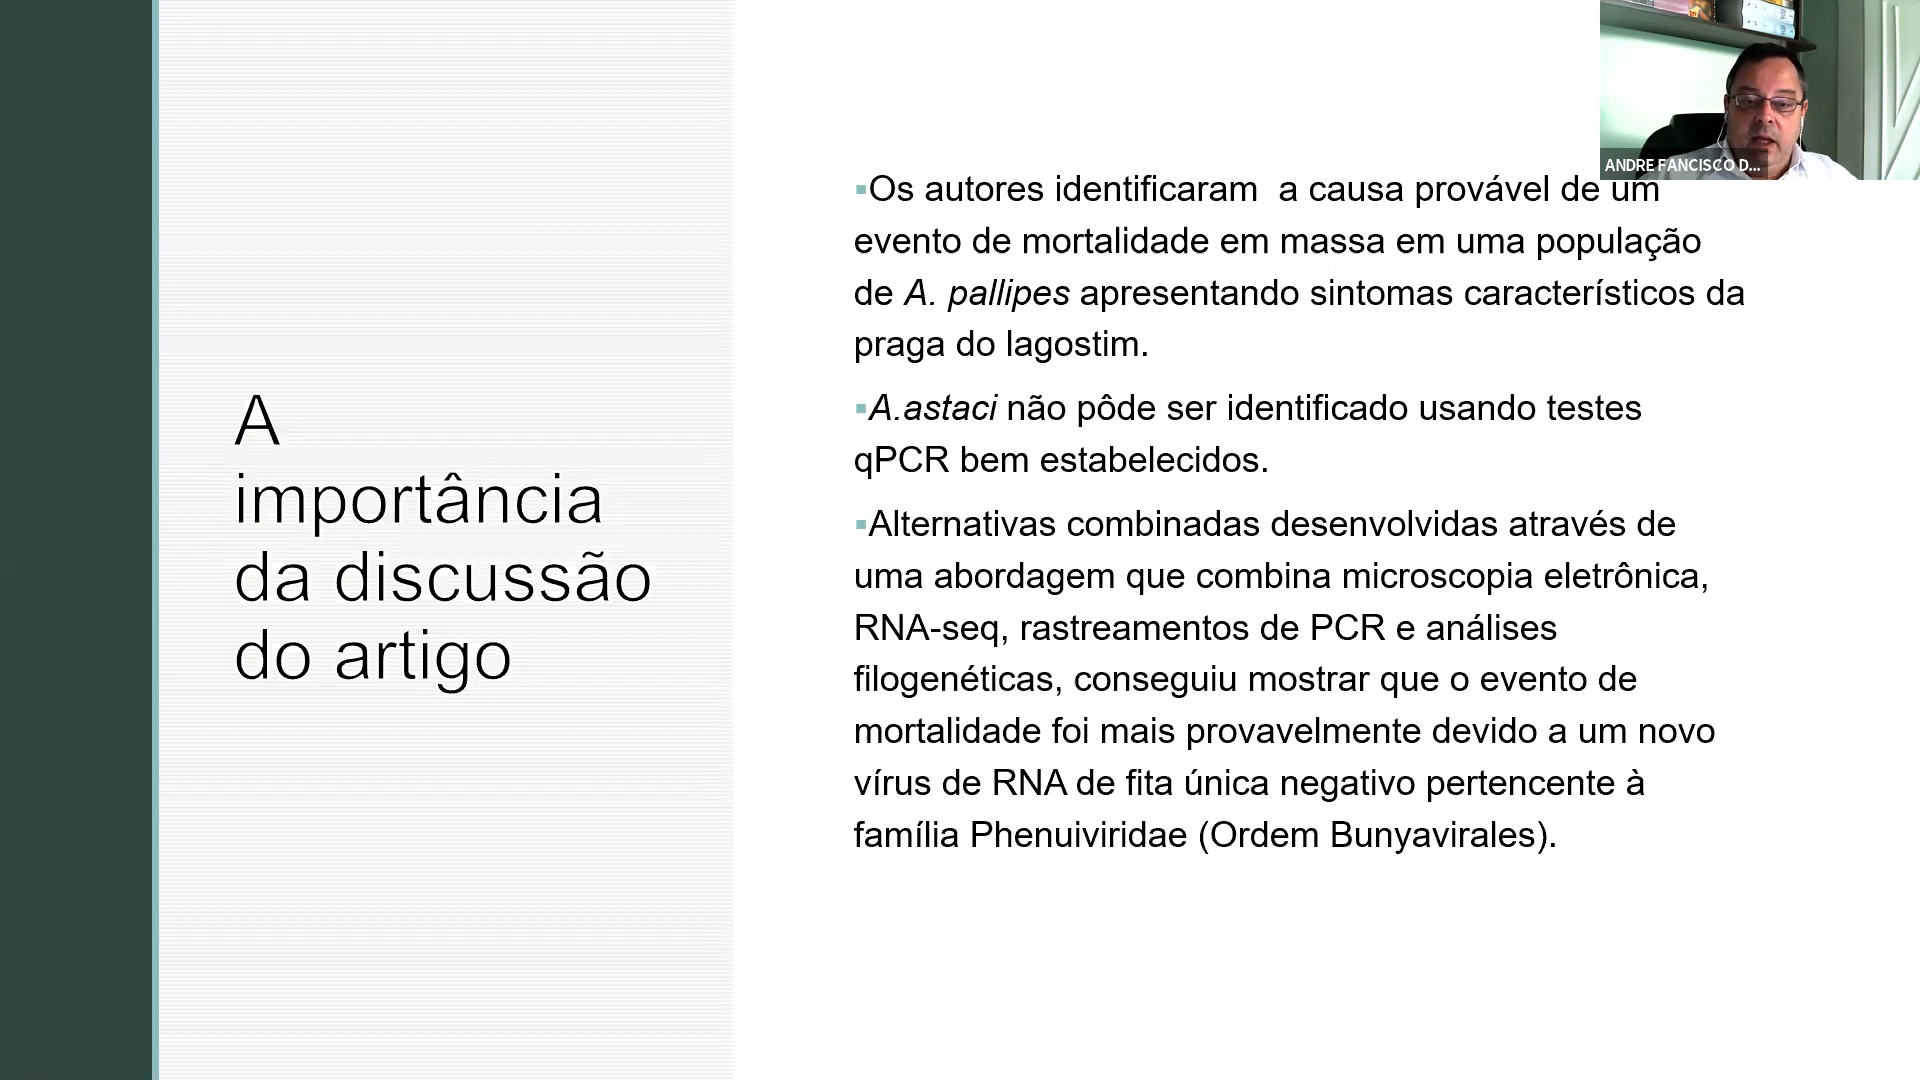 A
importância
da discussão
do artigo
▪Os autores identificaram  a causa provável de um
evento de mortalidade em massa em uma população
de A. pallipes apresentando sintomas característicos da
praga do lagostim.
▪A.astaci não pôde ser identificado usando testes
qPCR bem estabelecidos.
▪Alternativas combinadas desenvolvidas através de
uma abordagem que combina microscopia eletrônica,
RNA-seq, rastreamentos de PCR e análises
filogenéticas, conseguiu mostrar que o evento de
mortalidade foi mais provavelmente devido a um novo
vírus de RNA de fita única negativo pertencente à
família Phenuiviridae (Ordem Bunyavirales).
ANDRE FANCISCO D...